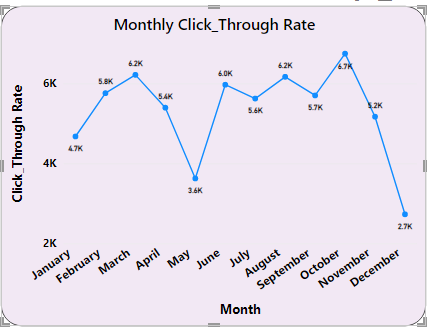 Monthly Click_Through Rate
Click_Through Rate
6K
4K
2K
4.7K
5.8K
6.2K
5.4K
3.6K
6.0K
5.6K
6.2K
5.7K
6.7K
5.2K
2.7K
January
February
March
April
May
June
July
August
September
October
November
December
Month